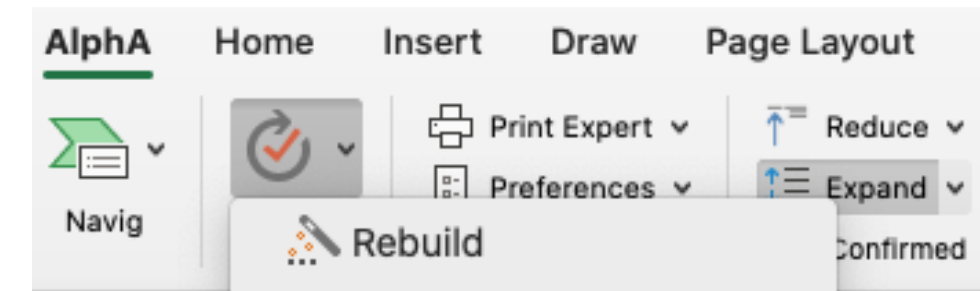 AlphA Home Insert Draw Page Layout
Print Expert Reduce
Preferences Expand
Navig
Rebuild
Confirmed